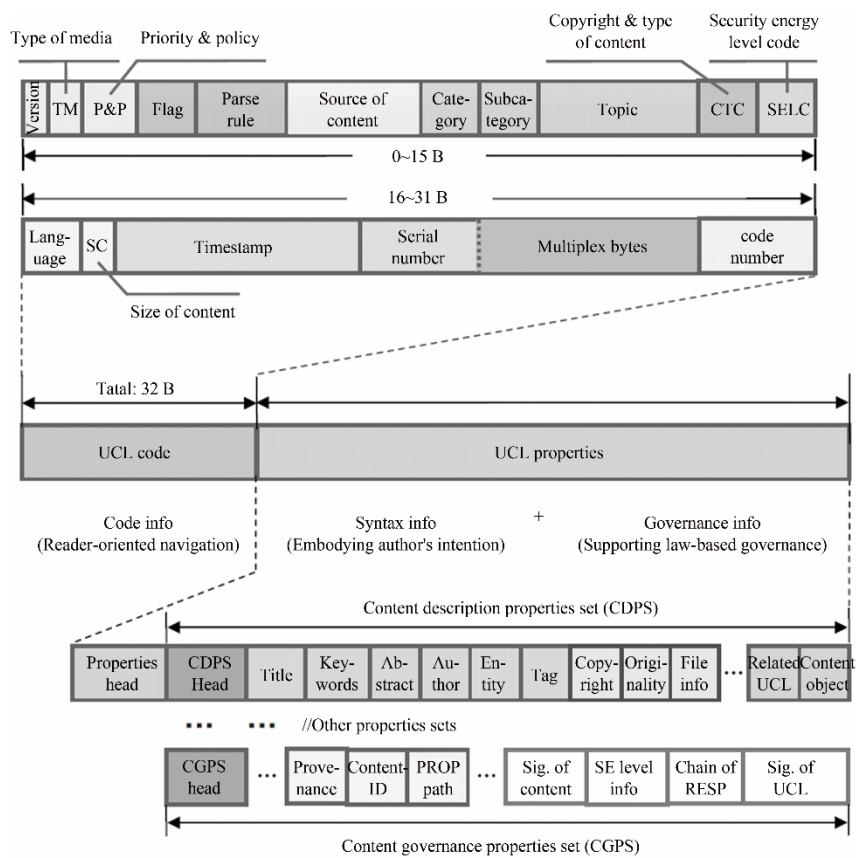 Type of media
Priority & policy
Copyright & type
of content
Security energy
level code
Version
TM
P&P
Flag
Parse
rule
Source of
content
Cate-
gory
Subca-
tegory
Topic
CTC
SELC
0~15 B
16~31 B
Lang-
uage
SC
Timestamp
Serial
number
Multiplex bytes
code
number
Size of content
Tatal: 32 B
UCL code
UCL properties
Code info
(Reader-oriented navigation)
Syntax info
(Embodying author's intention)
+
Governance info
(Supporting law-based governance)
Content description properties set (CDPS)
Properties
head
CDPS
Head
Title
Key-
words
Ab-
stract
Au-
thor
En-
tity
Tag
Copy-
right
Origi-
nality
File
info
...
Related
UCL
Content
object
... ... //Other properties sets
CGPS
head
...
Prove-
nance
Content-
ID
PROP
path
...
Sig. of
content
SE level
info
Chain of
RESP
Sig. of
UCL
Content governance properties set (CGPS)